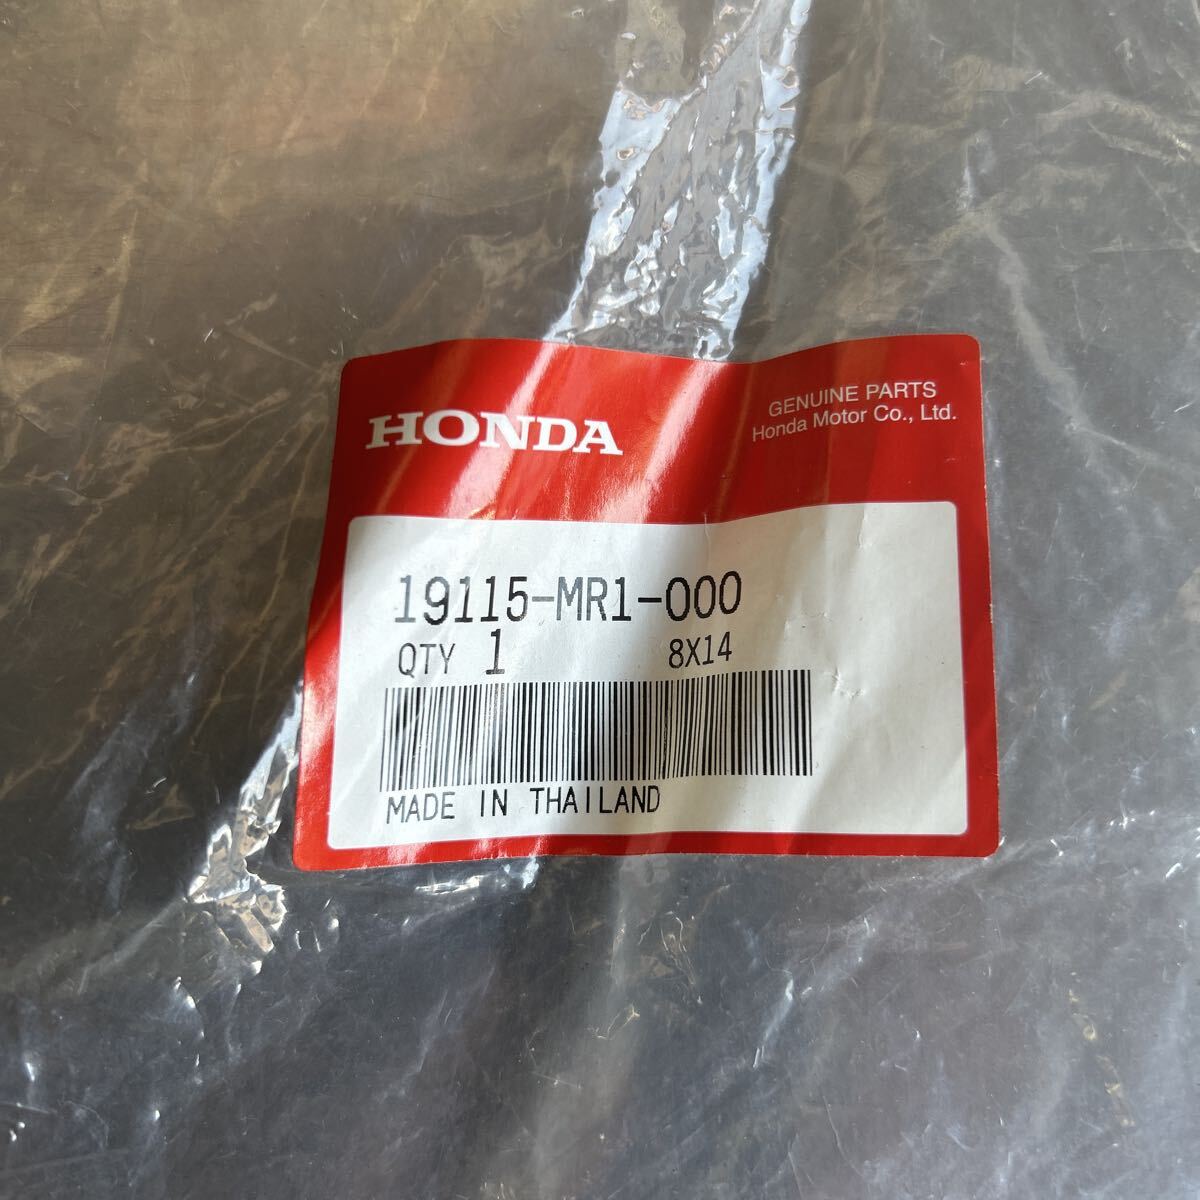 HONDA
GENUINE PARTS
Honda Motor Co., Ltd.
19115-MR1-000
QTY 1 8X14
MADE IN THAILAND